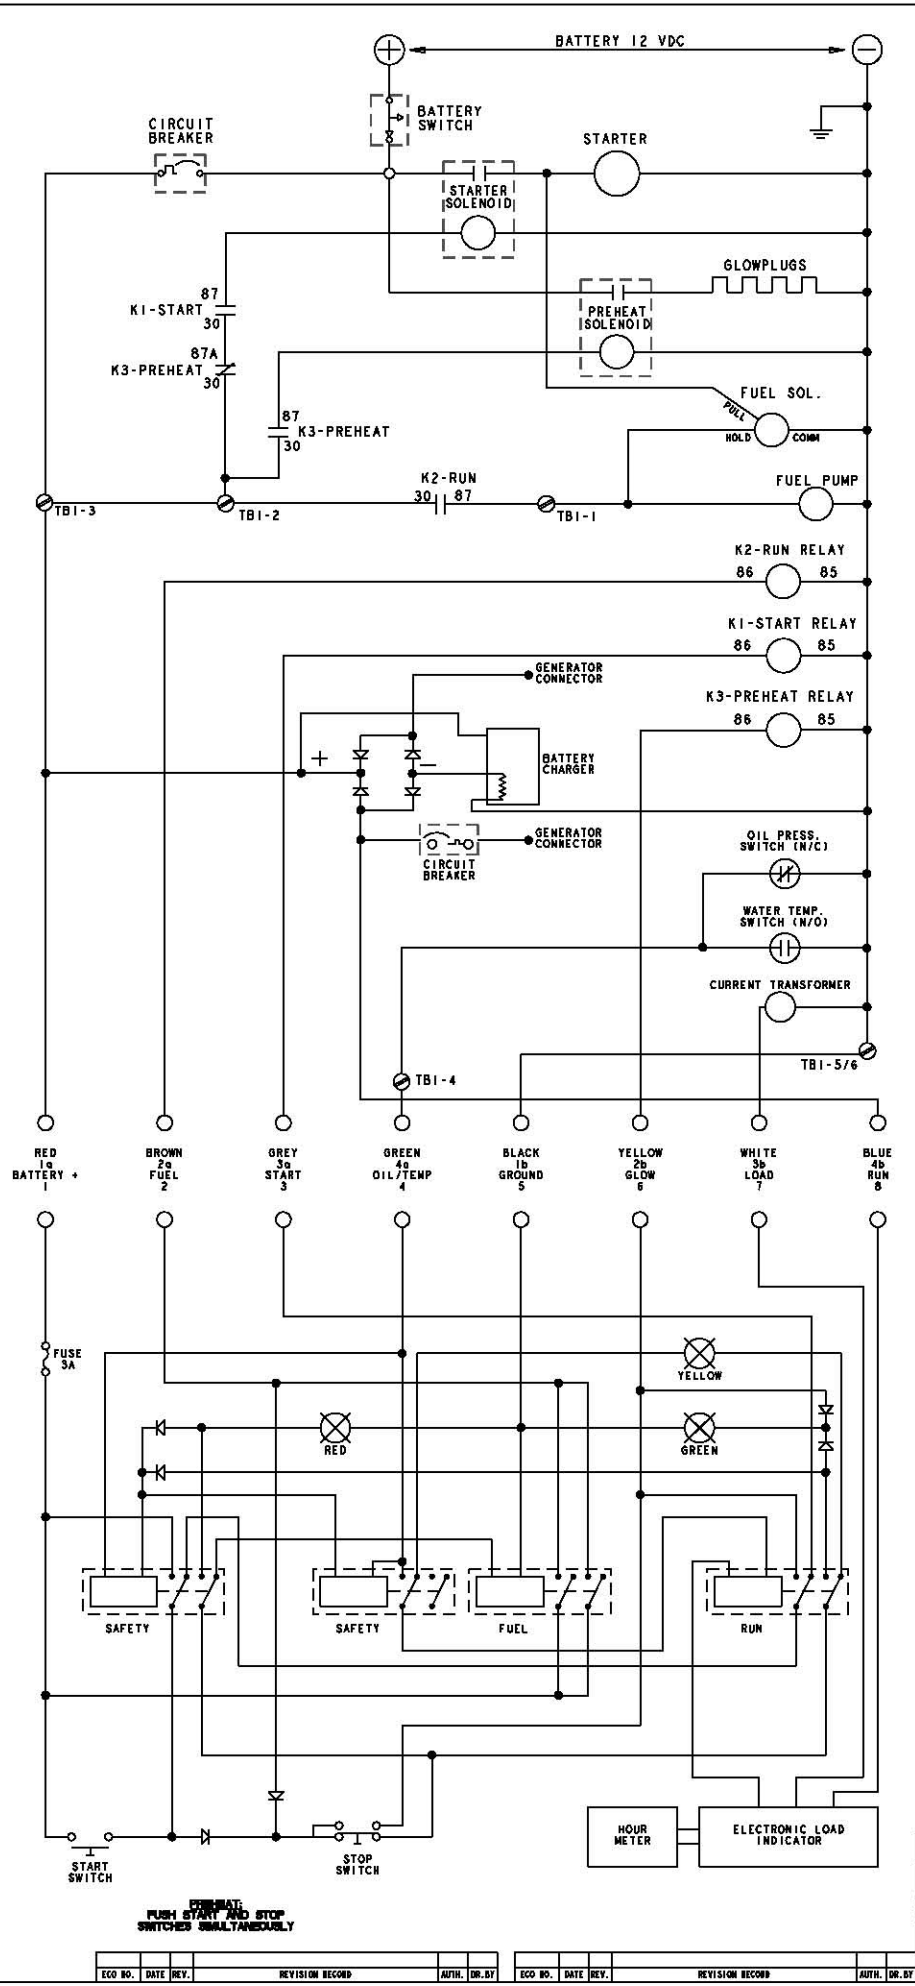 BATTERY 12 VDC
+
−
BATTERY
SWITCH
CIRCUIT
BREAKER
STARTER
STARTER
SOLENOID
GLOWPLUGS
87
K1-START
30
PREHEAT
SOLENOID
87A
K3-PREHEAT
30
FUEL SOL.
PULL
87
K3-PREHEAT
30
HOLD
COMM
K2-RUN
30
87
FUEL PUMP
TB1-3
TB1-2
TB1-1
K2-RUN RELAY
86
85
K1-START RELAY
86
85
GENERATOR
CONNECTOR
K3-PREHEAT RELAY
86
85
+
−
BATTERY
CHARGER
GENERATOR
CONNECTOR
CIRCUIT
BREAKER
OIL PRESS.
SWITCH (N/C)
WATER TEMP.
SWITCH (N/O)
CURRENT TRANSFORMER
TB1-5/6
TB1-4
RED
1a
BATTERY +
1
BROWN
2a
FUEL
2
GREY
3a
START
3
GREEN
4a
OIL/TEMP
4
BLACK
1b
GROUND
5
YELLOW
2b
GLOW
6
WHITE
3b
LOAD
7
BLUE
4b
RUN
8
FUSE
3A
YELLOW
RED
GREEN
SAFETY
SAFETY
FUEL
RUN
HOUR
METER
ELECTRONIC LOAD
INDICATOR
START
SWITCH
STOP
SWITCH
PREHEAT:
PUSH START AND STOP
SWITCHES SIMULTANEOUSLY
ECO NO. DATE REV. REVISION RECORD AUTH. DR.BY
ECO NO. DATE REV. REVISION RECORD AUTH. DR.BY